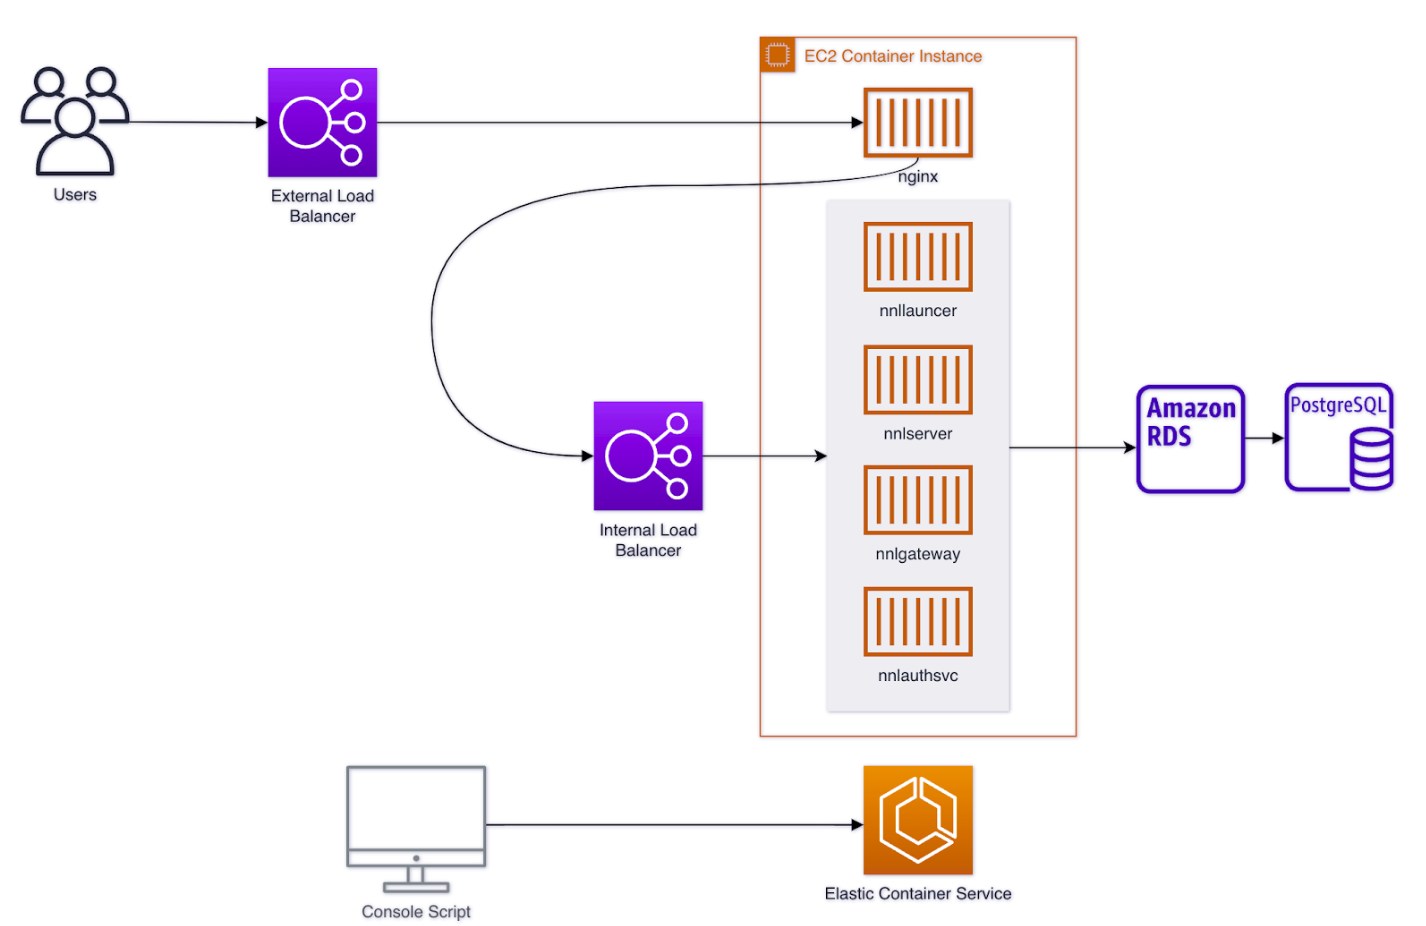 EC2 Container Instance
Users
External Load
Balancer
nginx
nnllauncer
nnlserver
Amazon
RDS
PostgreSQL
Internal Load
Balancer
nnlgateway
nnlauthsvc
Console Script
Elastic Container Service